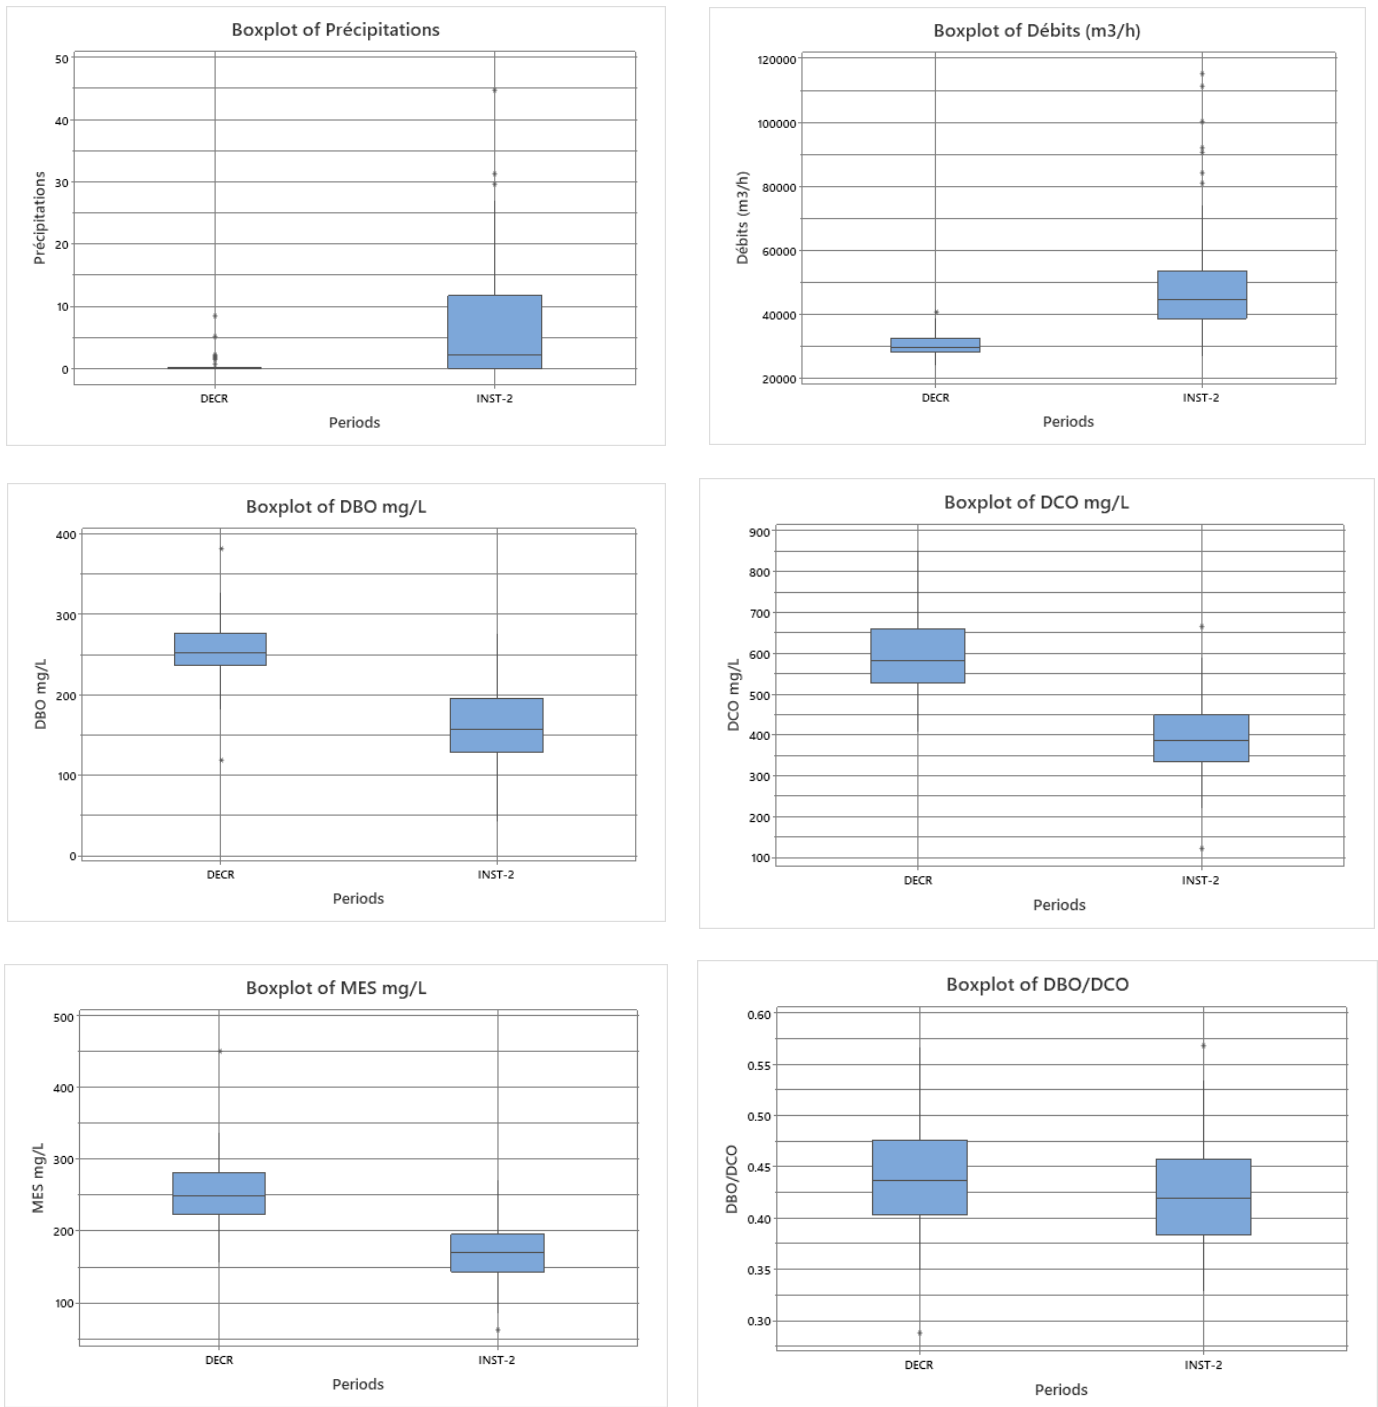 Boxplot of Précipitations
50
40
30
20
10
0
Précipitations
DECR
INST-2
Periods
Boxplot of Débits (m3/h)
120000
100000
80000
60000
40000
20000
Débits (m3/h)
DECR
INST-2
Periods
Boxplot of DBO mg/L
400
300
200
100
0
DBO mg/L
DECR
INST-2
Periods
Boxplot of DCO mg/L
900
800
700
600
500
400
300
200
100
DCO mg/L
DECR
INST-2
Periods
Boxplot of MES mg/L
500
400
300
200
100
MES mg/L
DECR
INST-2
Periods
Boxplot of DBO/DCO
0.60
0.55
0.50
0.45
0.40
0.35
0.30
DBO/DCO
DECR
INST-2
Periods